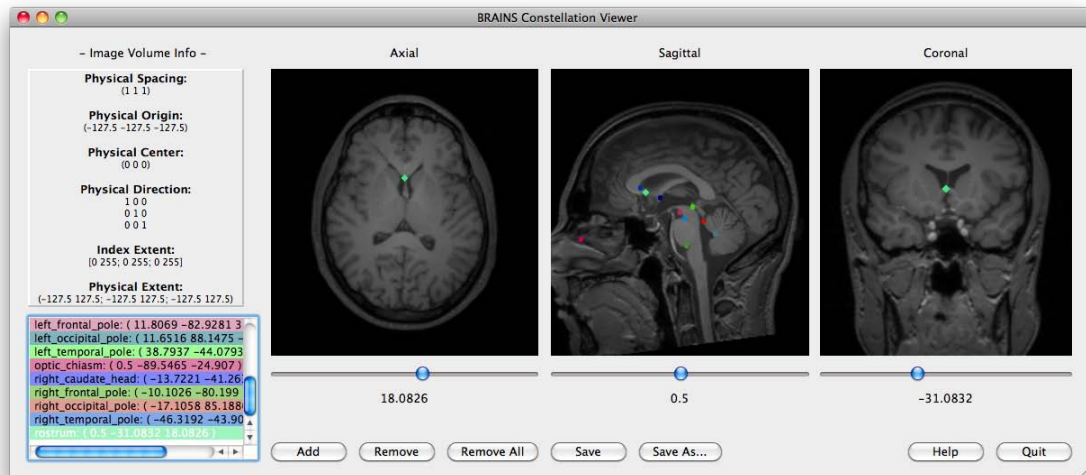 BRAINS Constellation Viewer
- Image Volume Info -
Physical Spacing:
(1 1 1)
Physical Origin:
(-127.5 -127.5 -127.5)
Physical Center:
(0 0 0)
Physical Direction:
1 0 0
0 1 0
0 0 1
Index Extent:
[0 255; 0 255; 0 255]
Physical Extent:
(-127.5 127.5; -127.5 127.5; -127.5 127.5)
left_frontal_pole: ( 11.8069 -82.9281 3
left_occipital_pole: ( 11.6516 88.1475 -
left_temporal_pole: ( 38.7937 -44.0793
optic_chiasm: ( 0.5 -89.5465 -24.907 )
right_caudate_head: ( -13.7221 -41.26
right_frontal_pole: ( -10.1026 -80.199
right_occipital_pole: ( -17.1058 85.188
right_temporal_pole: ( -46.3192 -43.90
rostrum: ( 0.5 -31.0832 18.0826 )
Axial
18.0826
Sagittal
0.5
Coronal
-31.0832
Add
Remove
Remove All
Save
Save As...
Help
Quit